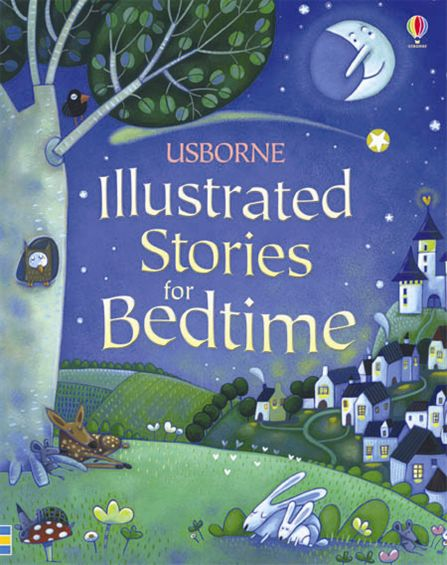 USBORNE
USBORNE
Illustrated
Stories
for
Bedtime